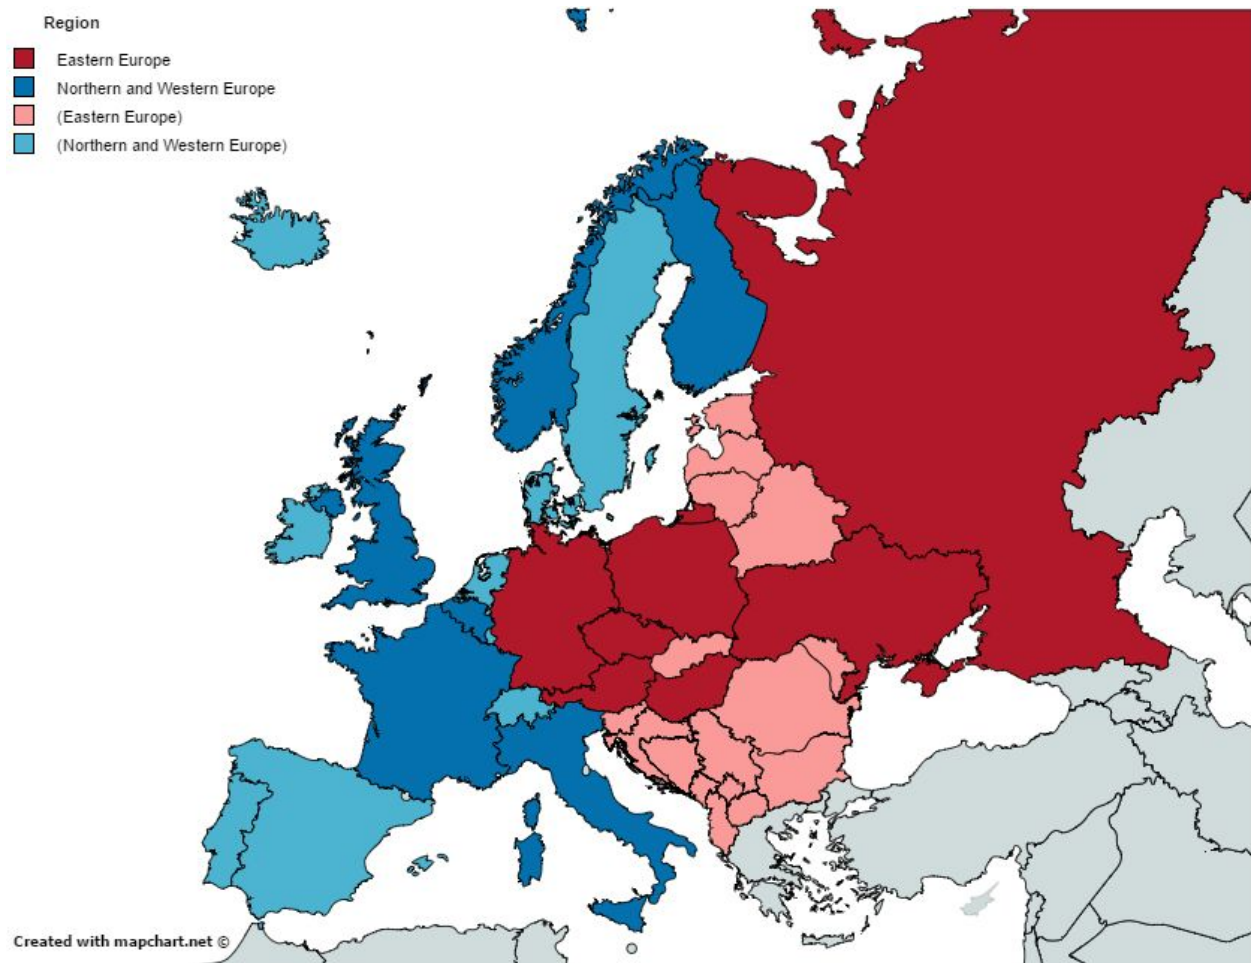 Region
Eastern Europe
Northern and Western Europe
(Eastern Europe)
(Northern and Western Europe)
Created with mapchart.net ©